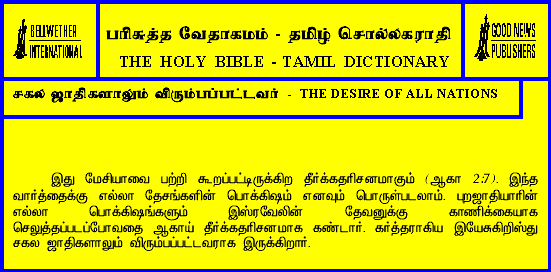 BELLWETHER
INTERNATIONAL
பரிசுத்த வேதாகமம் - தமிழ் சொல்லகராதி
THE HOLY BIBLE - TAMIL DICTIONARY
GOOD NEWS
PUBLISHERS
சகல ஜாதிகளாலும் விரும்பப்பட்டவர் - THE DESIRE OF ALL NATIONS
இது மேசியாவை பற்றி கூறப்பட்டிருக்கிற தீர்க்கதரிசனமாகும் (ஆகா 2:7). இந்த
வார்த்தைக்கு எல்லா தேசங்களின் பொக்கிஷம் எனவும் பொருள்படலாம். புறஜாதியாரின்
எல்லா பொக்கிஷங்களும் இஸ்ரவேலின் தேவனுக்கு காணிக்கையாக
செலுத்தப்படப்போவதை ஆகாய் தீர்க்கதரிசனமாக கண்டார். கர்த்தராகிய இயேசுகிறிஸ்து
சகல ஜாதிகளாலும் விரும்பப்பட்டவராக இருக்கிறார்.